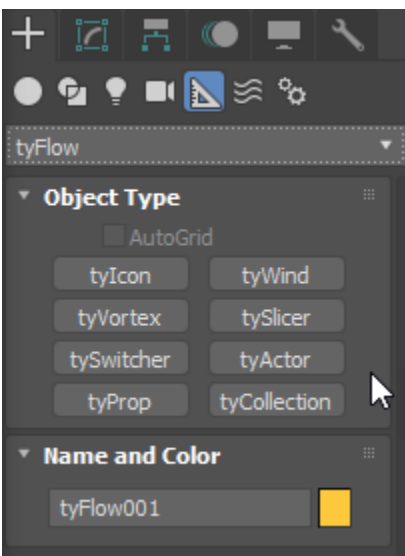 tyFlow
Object Type
AutoGrid
tyIcon tyWind
tyVortex tySlicer
tySwitcher tyActor
tyProp tyCollection
Name and Color
tyFlow001